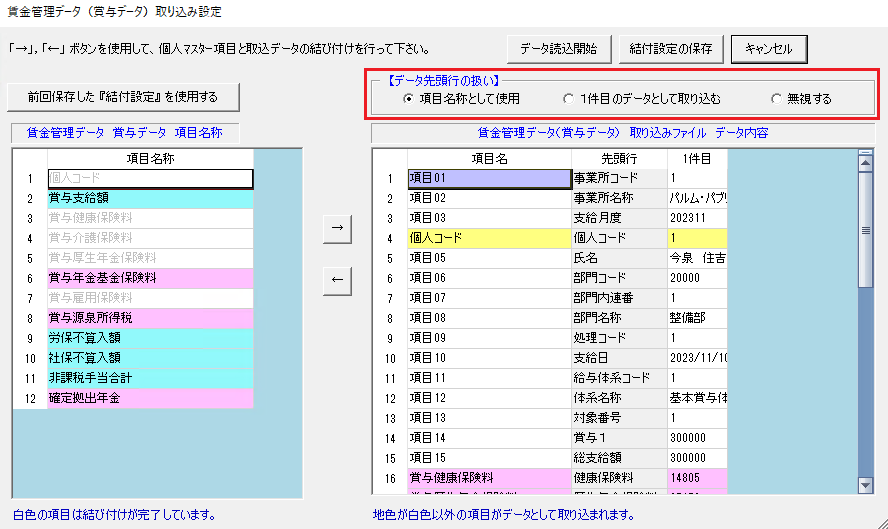 賃金管理データ（賞与データ）取り込み設定
「→」，「←」ボタンを使用して、個人マスター項目と取込データの結び付けを行って下さい。
データ読込開始 結付設定の保存 キャンセル
前回保存した『結付設定』を使用する
【データ先頭行の扱い】
項目名称として使用 1件目のデータとして取り込む 無視する
賃金管理データ 賞与データ 項目名称
項目名称
1 個人コード
2 賞与支給額
3 賞与健康保険料
4 賞与介護保険料
5 賞与厚生年金保険料
6 賞与年金基金保険料
7 賞与雇用保険料
8 賞与源泉所得税
9 労保不算入額
10 社保不算入額
11 非課税手当合計
12 確定拠出年金
白色の項目は結び付けが完了しています。
→
←
賃金管理データ(賞与データ) 取り込みファイル データ内容
項目名 先頭行 1件目
1 項目01 事業所コード 1
2 項目02 事業所名称 パルム・パブ
3 項目03 支給月度 202311
4 個人コード 個人コード 1
5 項目05 氏名 今泉 住吉
6 項目06 部門コード 20000
7 項目07 部門内連番 1
8 項目08 部門名称 整備部
9 項目09 処理コード 1
10 項目10 支給日 2023/11/10
11 項目11 給与体系コード 1
12 項目12 体系名称 基本賞与体
13 項目13 対象番号 1
14 項目14 賞与1 300000
15 項目15 総支給額 300000
16 賞与健康保険料 健康保険料 14805
地色が白色以外の項目がデータとして取り込まれます。